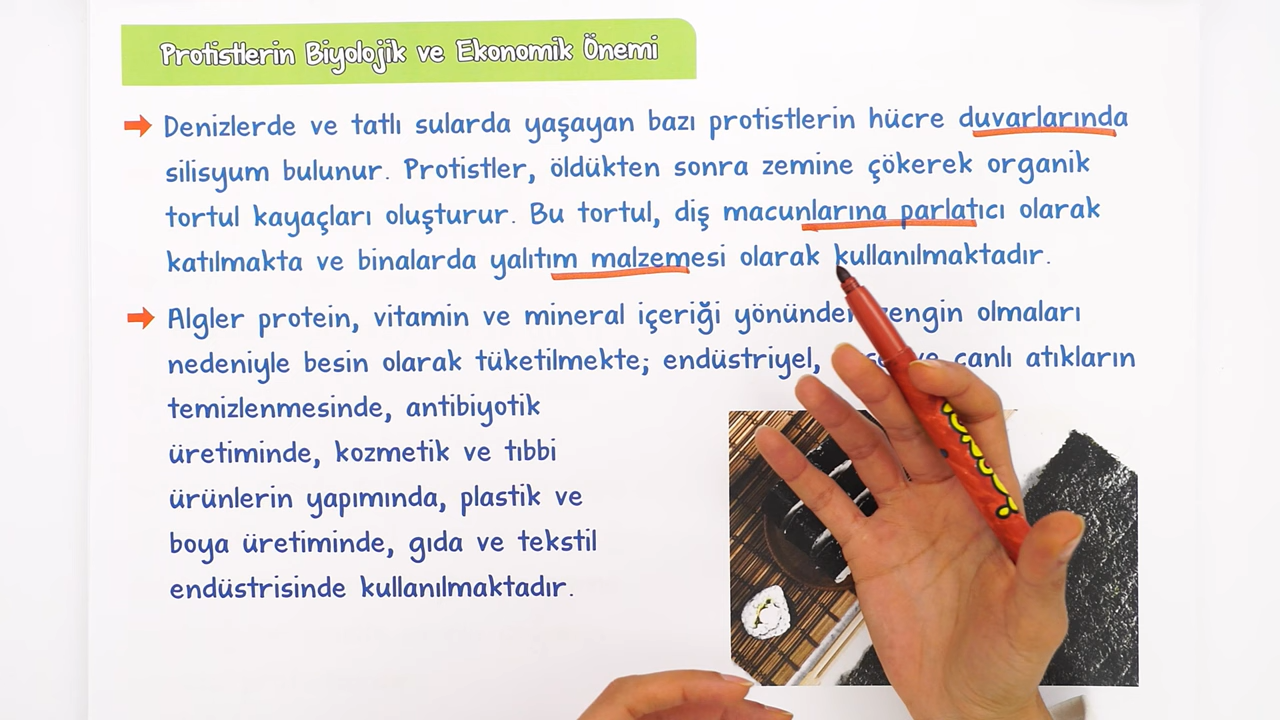 Protistlerin Biyolojik ve Ekonomik Önemi
Denizlerde ve tatlı sularda yaşayan bazı protistlerin hücre duvarlarında
silisyum bulunur. Protistler, öldükten sonra zemine çökerek organik
tortul kayaçları oluşturur. Bu tortul, diş macunlarına parlatıcı olarak
katılmakta ve binalarda yalıtım malzemesi olarak kullanılmaktadır.
Algler protein, vitamin ve mineral içeriği yönünden zengin olmaları
nedeniyle besin olarak tüketilmekte; endüstriyel, ve canlı atıkların
temizlenmesinde, antibiyotik
üretiminde, kozmetik ve tıbbi
ürünlerin yapımında, plastik ve
boya üretiminde, gıda ve tekstil
endüstrisinde kullanılmaktadır.